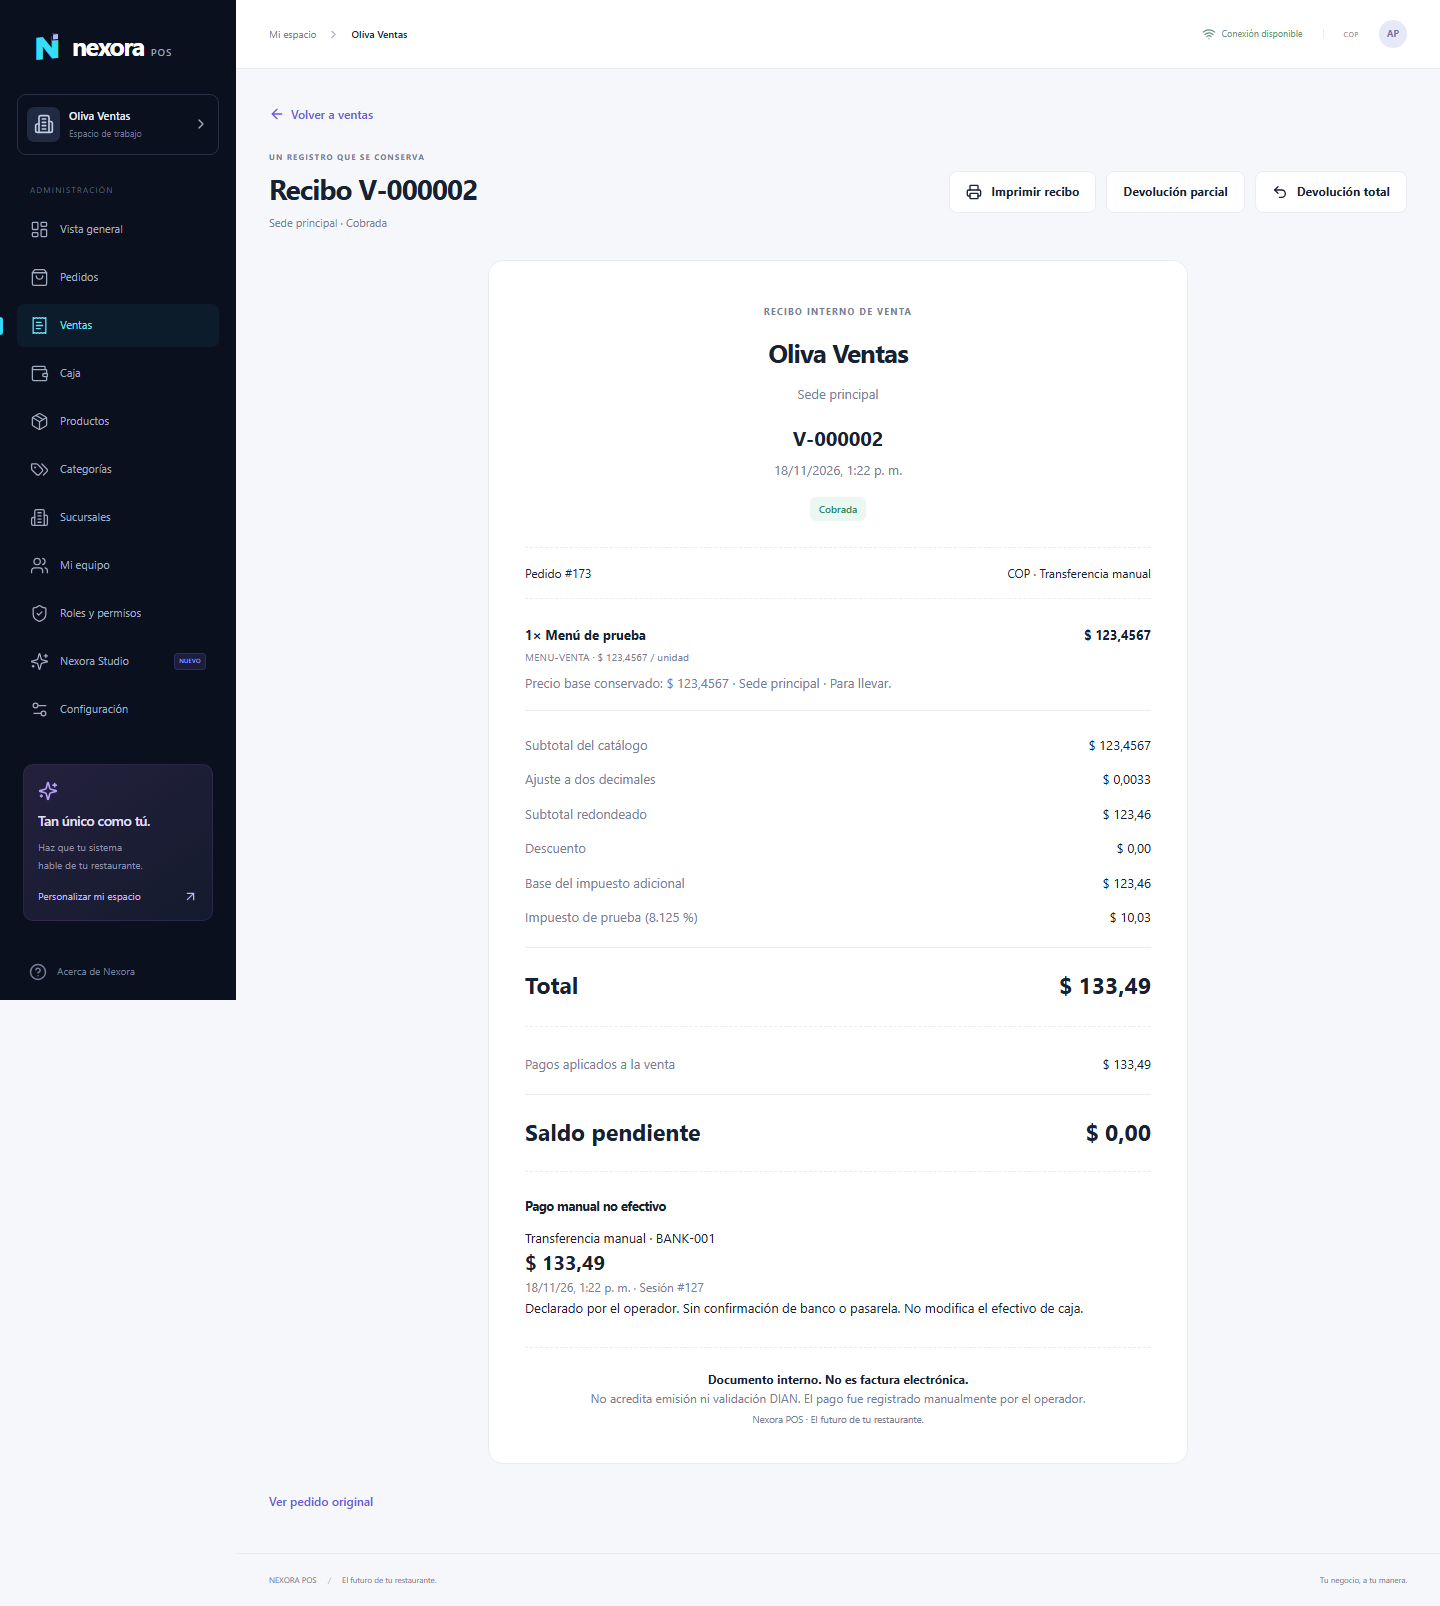 nexora POS
Oliva Ventas
Espacio de trabajo
ADMINISTRACIÓN
Vista general
Pedidos
Ventas
Caja
Productos
Categorías
Sucursales
Mi equipo
Roles y permisos
Nexora Studio NUEVO
Configuración
Tan único como tú.
Haz que tu sistema
hable de tu restaurante.
Personalizar mi espacio
Acerca de Nexora
Mi espacio Oliva Ventas
Conexión disponible COP AP
Volver a ventas
UN REGISTRO QUE SE CONSERVA
Recibo V-000002
Sede principal · Cobrada
Imprimir recibo Devolución parcial Devolución total
RECIBO INTERNO DE VENTA
Oliva Ventas
Sede principal
V-000002
18/11/2026, 1:22 p. m.
Cobrada
Pedido #173 COP · Transferencia manual
1× Menú de prueba $ 123,4567
MENU-VENTA · $ 123,4567 / unidad
Precio base conservado: $ 123,4567 · Sede principal · Para llevar.
Subtotal del catálogo $ 123,4567
Ajuste a dos decimales $ 0,0033
Subtotal redondeado $ 123,46
Descuento $ 0,00
Base del impuesto adicional $ 123,46
Impuesto de prueba (8.125 %) $ 10,03
Total $ 133,49
Pagos aplicados a la venta $ 133,49
Saldo pendiente $ 0,00
Pago manual no efectivo
Transferencia manual · BANK-001
$ 133,49
18/11/26, 1:22 p. m. · Sesión #127
Declarado por el operador. Sin confirmación de banco o pasarela. No modifica el efectivo de caja.
Documento interno. No es factura electrónica.
No acredita emisión ni validación DIAN. El pago fue registrado manualmente por el operador.
Nexora POS · El futuro de tu restaurante.
Ver pedido original
NEXORA POS / El futuro de tu restaurante.
Tu negocio, a tu manera.